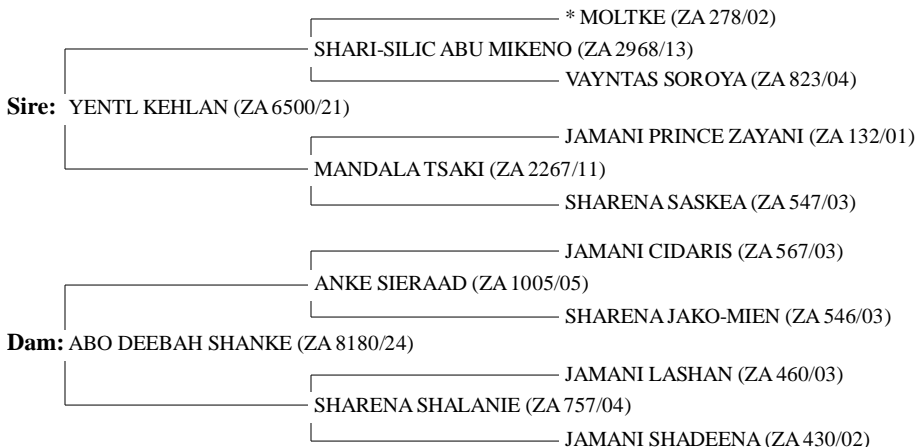 * MOLTKE (ZA 278/02)
SHARI-SILIC ABU MIKENO (ZA 2968/13)
VAYNTAS SOROYA (ZA 823/04)
Sire: YENTL KEHLAN (ZA 6500/21)
JAMANI PRINCE ZAYANI (ZA 132/01)
MANDALA TSAKI (ZA 2267/11)
SHARENA SASKEA (ZA 547/03)
JAMANI CIDARIS (ZA 567/03)
ANKE SIERAAD (ZA 1005/05)
SHARENA JAKO-MIEN (ZA 546/03)
Dam: ABO DEEBAH SHANKE (ZA 8180/24)
JAMANI LASHAN (ZA 460/03)
SHARENA SHALANIE (ZA 757/04)
JAMANI SHADEENA (ZA 430/02)